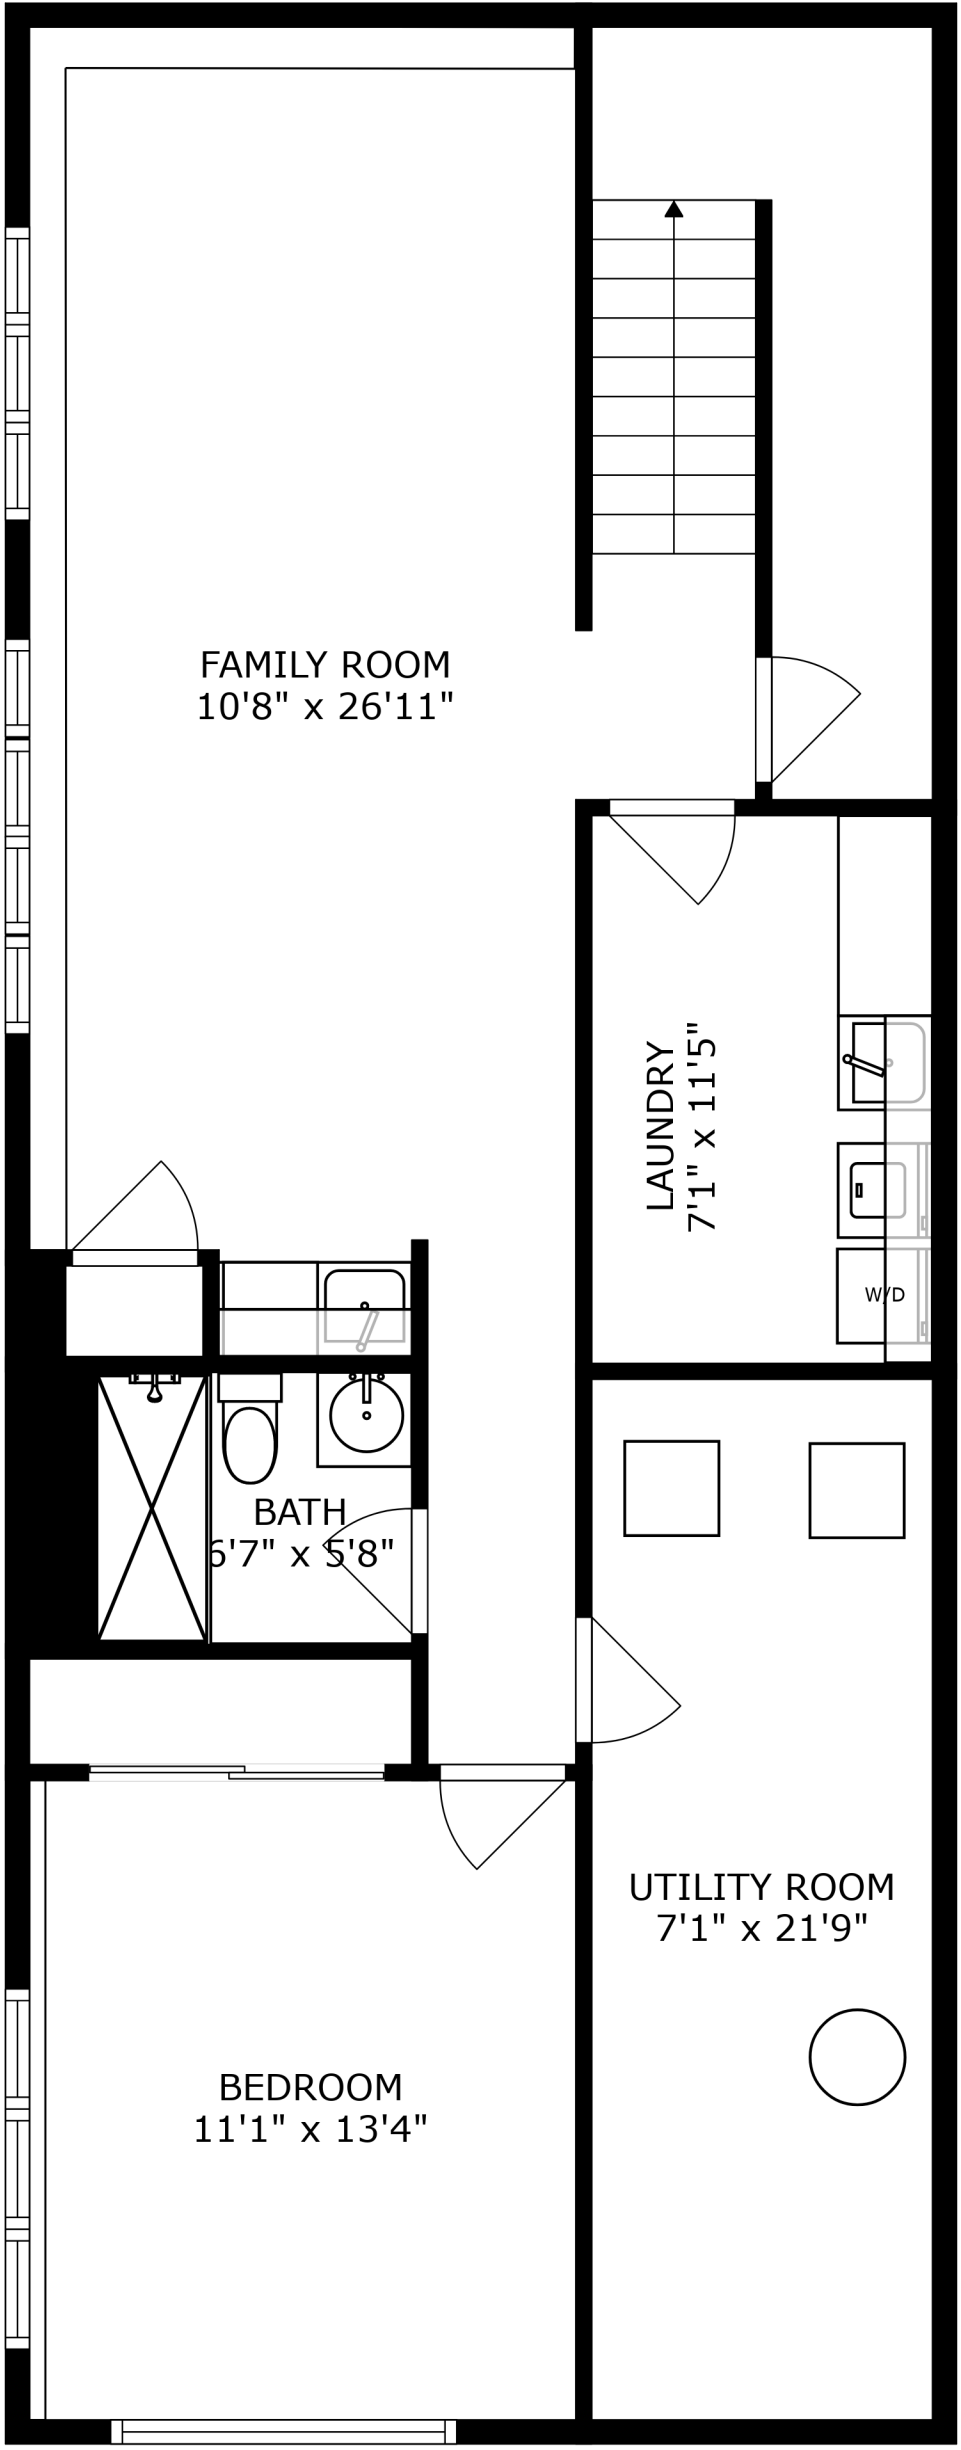 FAMILY ROOM
10'8" x 26'11"
LAUNDRY
7'1" x 11'5"
W/D
BATH
6'7" x 5'8"
UTILITY ROOM
7'1" x 21'9"
BEDROOM
11'1" x 13'4"